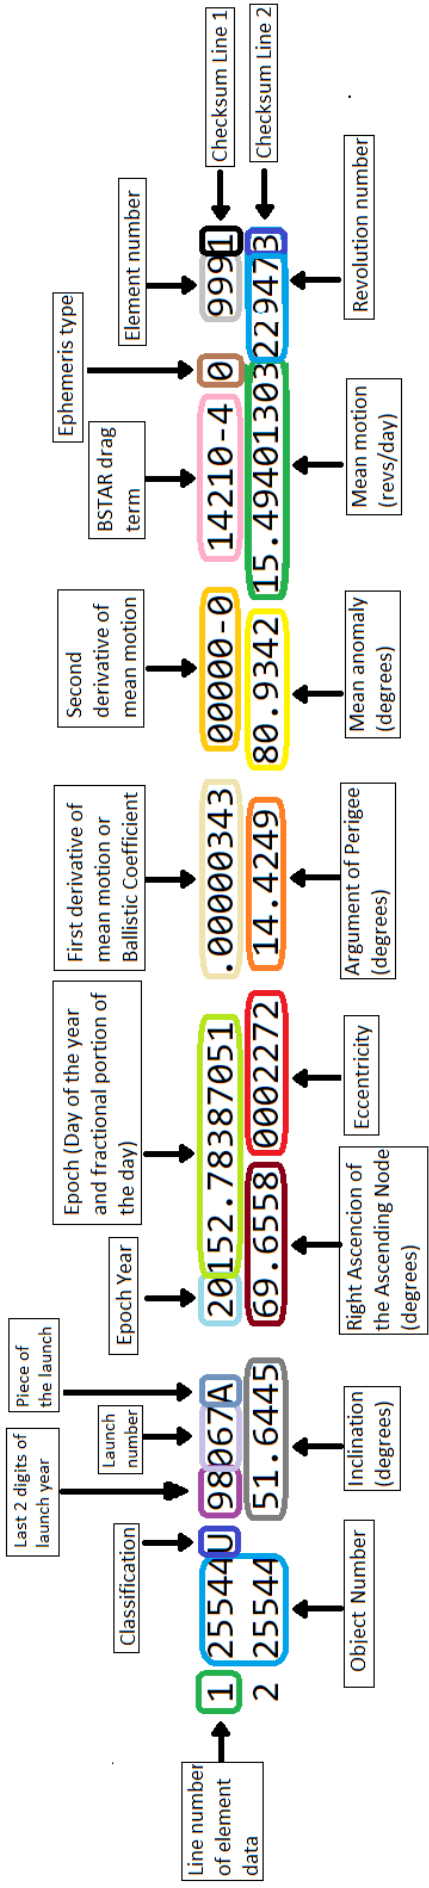 Last 2 digits of
launch year
Piece of
the launch
Launch
number
Classification
Epoch Year
Epoch (Day of the year
and fractional portion of
the day)
First derivative of
mean motion or
Ballistic Coefficient
Second
derivative of
mean motion
BSTAR drag
term
Ephemeris type
Element number
Checksum Line 1
Checksum Line 2
Line number
of element
data
1 25544U 98067A 20152.78387051 .00000343 00000-0 14210-4 0 9991
2 25544 51.6445 69.6558 0002272 14.4249 80.9342 15.49401303229473
Object Number
Inclination
(degrees)
Right Ascencion of
the Ascending Node
(degrees)
Eccentricity
Argument of Perigee
(degrees)
Mean anomaly
(degrees)
Mean motion
(revs/day)
Revolution number